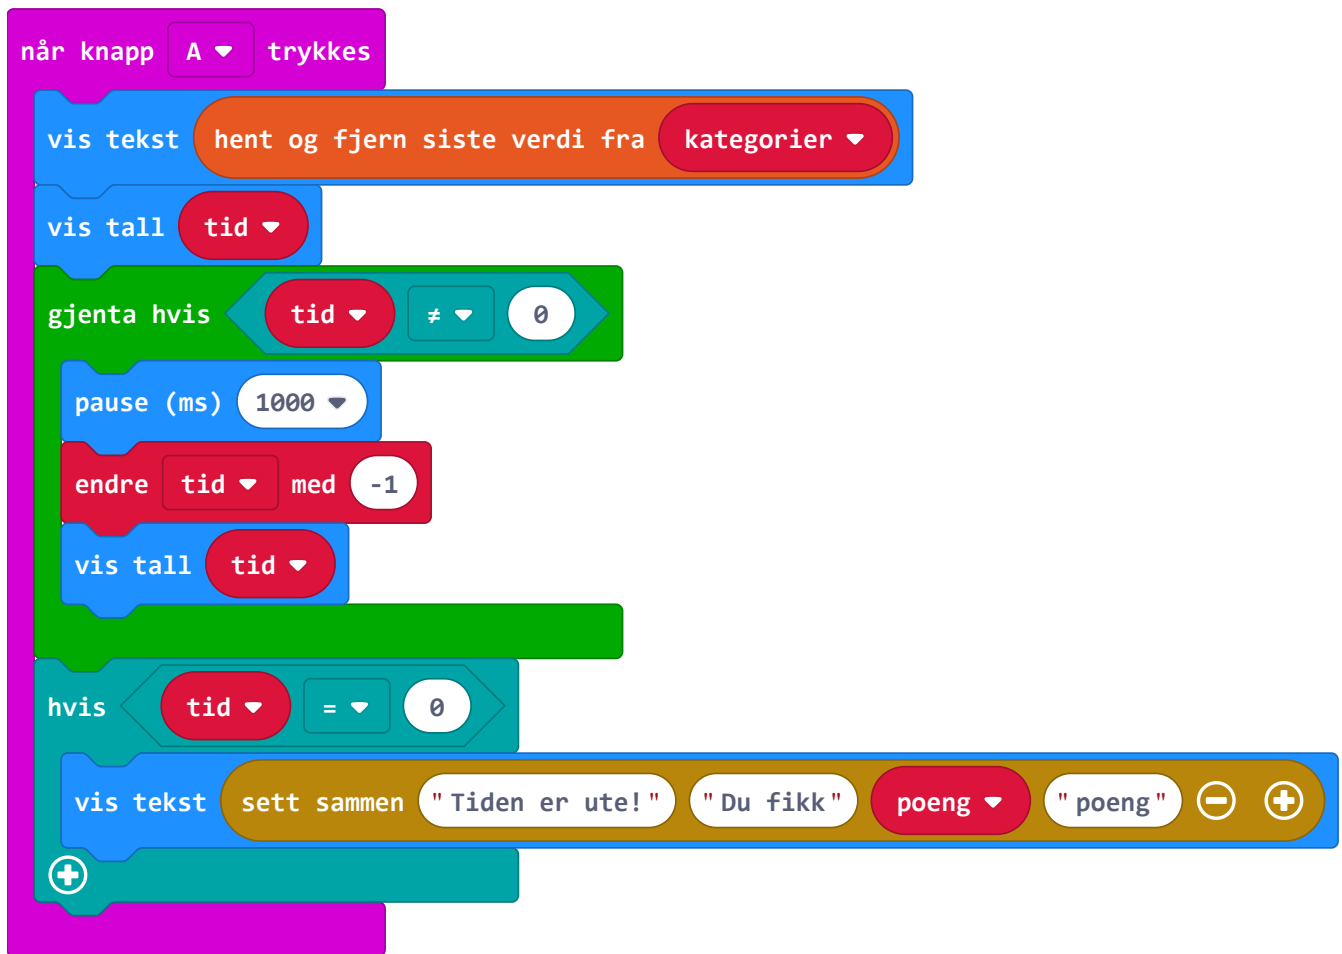 når knapp A trykkes
vis tekst hent og fjern siste verdi fra kategorier
vis tall tid
gjenta hvis tid ≠ 0
pause (ms) 1000
endre tid med -1
vis tall tid
hvis tid = 0
vis tekst sett sammen "Tiden er ute!" "Du fikk" poeng "poeng"